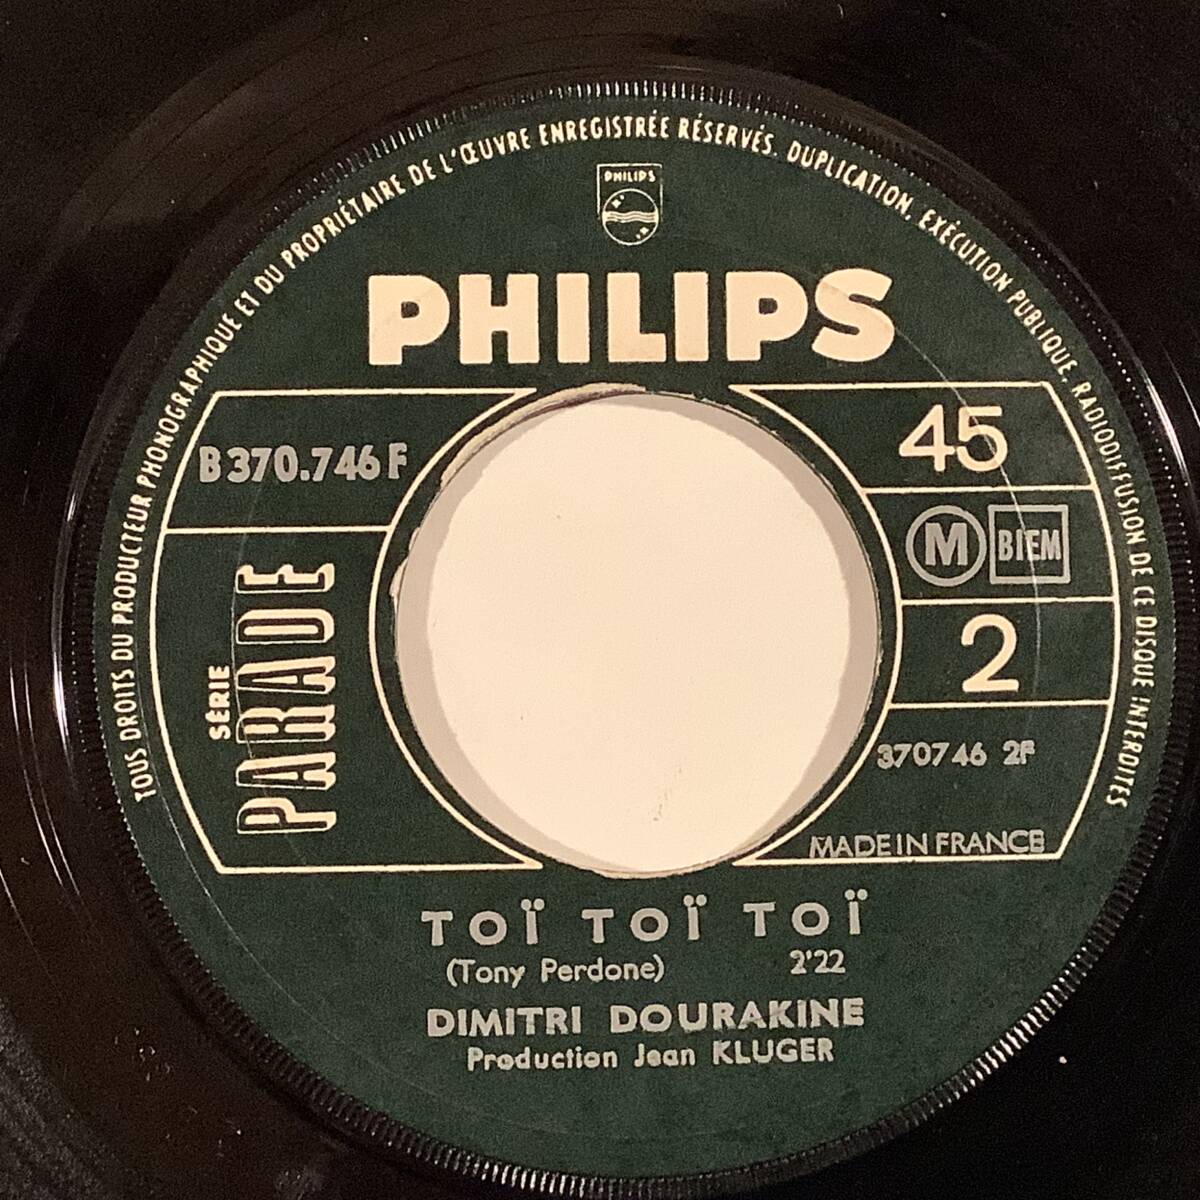 TOUS DROITS DU PRODUCTEUR PHONOGRAPHIQUE ET DU PROPRIÉTAIRE DE L'ŒUVRE ENREGISTRÉE RÉSERVÉS. DUPLICATION, EXÉCUTION PUBLIQUE, RADIODIFFUSION DE CE DISQUE INTERDITES
PHILIPS
PHILIPS
B 370.746 F
45
M BIEM
SÉRIE
PARADE
2
370746 2F
MADE IN FRANCE
TOÏ TOÏ TOÏ
(Tony Perdone) 2'22
DIMITRI DOURAKINE
Production Jean KLUGER